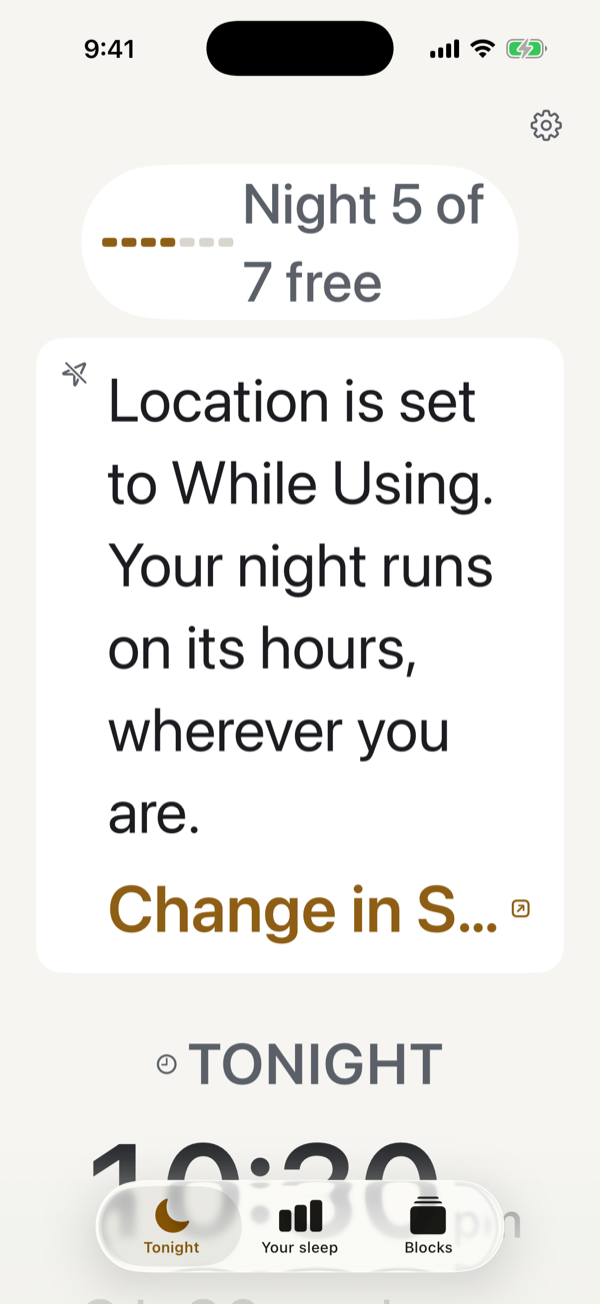 9:41
Night 5 of
7 free
Location is set
to While Using.
Your night runs
on its hours,
wherever you
are.
Change in S...
TONIGHT
10:30 pm
Tonight
Your sleep
Blocks